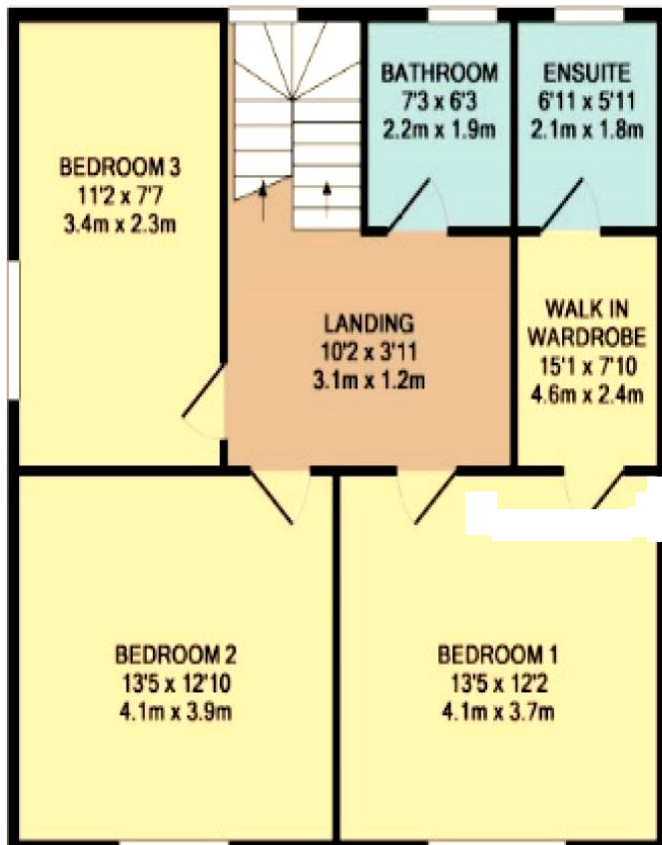 BATHROOM
7'3 x 6'3
2.2m x 1.9m
ENSUITE
6'11 x 5'11
2.1m x 1.8m
BEDROOM 3
11'2 x 7'7
3.4m x 2.3m
LANDING
10'2 x 3'11
3.1m x 1.2m
WALK IN
WARDROBE
15'1 x 7'10
4.6m x 2.4m
BEDROOM 2
13'5 x 12'10
4.1m x 3.9m
BEDROOM 1
13'5 x 12'2
4.1m x 3.7m